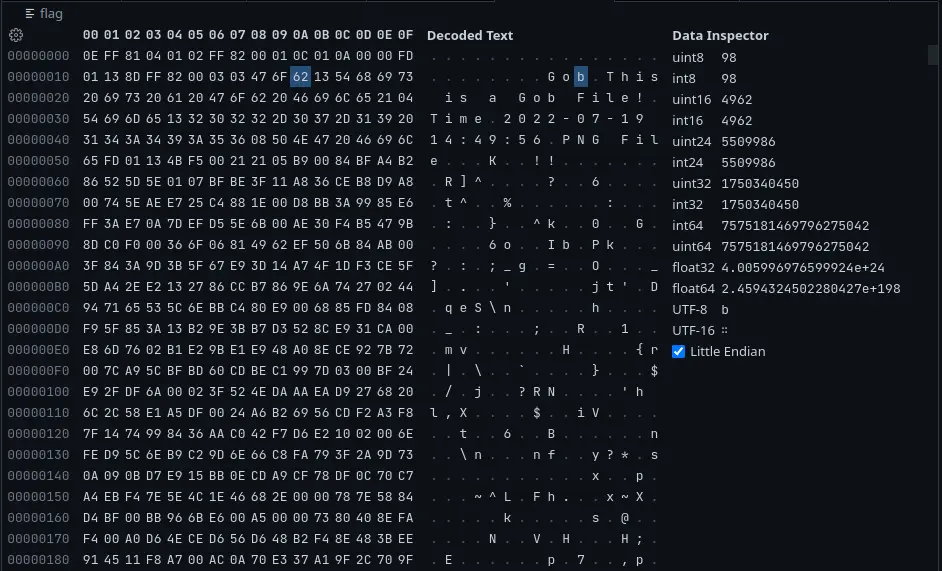 flag
00 01 02 03 04 05 06 07 08 09 0A 0B 0C 0D 0E 0F Decoded Text Data Inspector
00000000 0E FF 81 04 01 02 FF 82 00 01 0C 01 0A 00 00 FD . . . . . . . . . . . . . . . . uint8 98
00000010 01 13 8D FF 82 00 03 03 47 6F 62 13 54 68 69 73 . . . . . . . . G o b . T h i s int8 98
00000020 20 69 73 20 61 20 47 6F 62 20 46 69 6C 65 21 04 i s a G o b F i l e ! . uint16 4962
00000030 54 69 6D 65 13 32 30 32 32 2D 30 37 2D 31 39 20 T i m e . 2 0 2 2 - 0 7 - 1 9 int16 4962
00000040 31 34 3A 34 39 3A 35 36 08 50 4E 47 20 46 69 6C 1 4 : 4 9 : 5 6 . P N G F i l uint24 5509986
00000050 65 FD 01 13 4B F5 00 21 21 05 B9 00 84 BF A4 B2 e . . . K . . ! ! . . . . . . . int24 5509986
00000060 86 52 5D 5E 01 07 BF BE 3F 11 A8 36 CE B8 D9 A8 . R ] ^ . . . . ? . . 6 . . . . uint32 1750340450
00000070 00 74 5E AE E7 25 C4 88 1E 00 D8 BB 3A 99 85 E6 . t ^ . . % . . . . . . : . . . int32 1750340450
00000080 FF 3A E7 0A 7D EF D5 5E 6B 00 AE 30 F4 B5 47 9B . : . . } . . ^ k . . 0 . . G . int64 7575181469796275042
00000090 8D C0 F0 00 36 6F 06 81 49 62 EF 50 6B 84 AB 00 . . . . 6 o . . I b . P k . . . uint64 7575181469796275042
000000A0 3F 84 3A 9D 3B 5F 67 E9 3D 14 A7 4F 1D F3 CE 5F ? . : . ; _ g . = . . O . . . _ float32 4.005996976599924e+24
000000B0 5D A4 2E E2 13 27 86 CC B7 86 9E 6A 74 27 02 44 ] . . . . ' . . . . . j t ' . D float64 2.4594324502280427e+198
000000C0 94 71 65 53 5C 6E BB C4 80 E9 00 68 85 FD 84 08 . q e S \ n . . . . . h . . . . UTF-8 b
000000D0 F9 5F 85 3A 13 B2 9E 3B B7 D3 52 8C E9 31 CA 00 . _ . : . . . ; . . R . . 1 . . UTF-16
000000E0 E8 6D 76 02 B1 E2 9B E1 E9 48 A0 8E CE 92 7B 72 . m v . . . . . . H . . . . { r Little Endian
000000F0 00 7C A9 5C BF BD 60 CD BE C1 99 7D 03 00 BF 24 . | . \ . . ` . . . . } . . . $
00000100 E9 2F DF 6A 00 02 3F 52 4E DA AA EA D9 27 68 20 . / . j . . ? R N . . . . ' h
00000110 6C 2C 58 E1 A5 DF 00 24 A6 B2 69 56 CD F2 A3 F8 l , X . . . . $ . . i V . . . .
00000120 7F 14 74 99 84 36 AA C0 42 F7 D6 E2 10 02 00 6E . . t . . 6 . . B . . . . . . n
00000130 FE D9 5C 6E B9 C2 9D 6E 66 C8 FA 79 3F 2A 9D 73 . . \ n . . . n f . . y ? * . s
00000140 0A 09 0B D7 E9 15 BB 0E CD A9 CF 78 DF 0C 70 C7 . . . . . . . . . . . x . . p .
00000150 A4 EB F4 7E 5E 4C 1E 46 68 2E 00 00 78 7E 58 84 . . . ~ ^ L . F h . . . x ~ X .
00000160 D4 BF 00 BB 96 6B E6 00 A5 00 00 73 80 40 8E FA . . . . . k . . . . . s . @ . .
00000170 F4 00 A0 D6 4E CE D6 56 D6 48 B2 F4 8E 48 3B EE . . . . N . . V . H . . . H ; .
00000180 91 45 11 F8 A7 00 AC 0A 70 E3 37 A1 9F 2C 70 9F . E . . . . . . p . 7 . . , p .